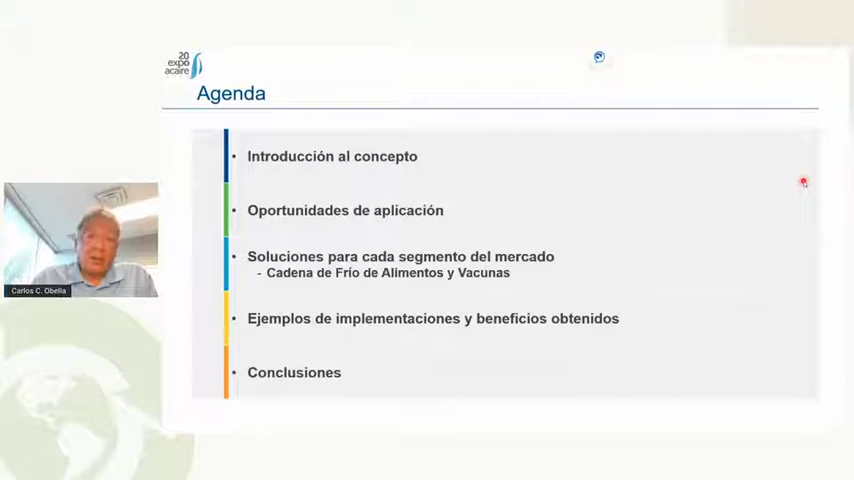 20
expo
acaire
Agenda
• Introducción al concepto
• Oportunidades de aplicación
• Soluciones para cada segmento del mercado
- Cadena de Frío de Alimentos y Vacunas
Carlos C. Obella
• Ejemplos de implementaciones y beneficios obtenidos
• Conclusiones